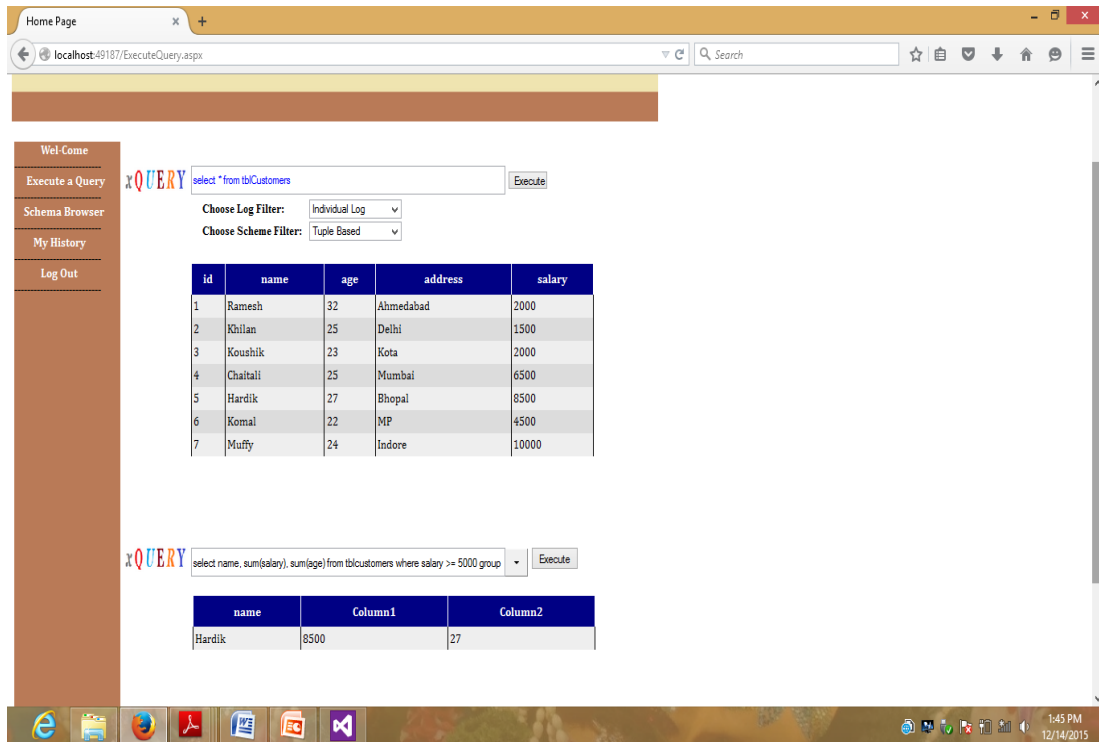 Home Page
localhost:49187/ExecuteQuery.aspx
Search
Wel-Come
Execute a Query
Schema Browser
My History
Log Out
xQUERY
select * from tblCustomers
Execute
Choose Log Filter: Individual Log
Choose Scheme Filter: Tuple Based
id name age address salary
1 Ramesh 32 Ahmedabad 2000
2 Khilan 25 Delhi 1500
3 Koushik 23 Kota 2000
4 Chaitali 25 Mumbai 6500
5 Hardik 27 Bhopal 8500
6 Komal 22 MP 4500
7 Muffy 24 Indore 10000
xQUERY
select name, sum(salary), sum(age) from tblcustomers where salary >= 5000 group
Execute
name Column1 Column2
Hardik 8500 27
1:45 PM
12/14/2015